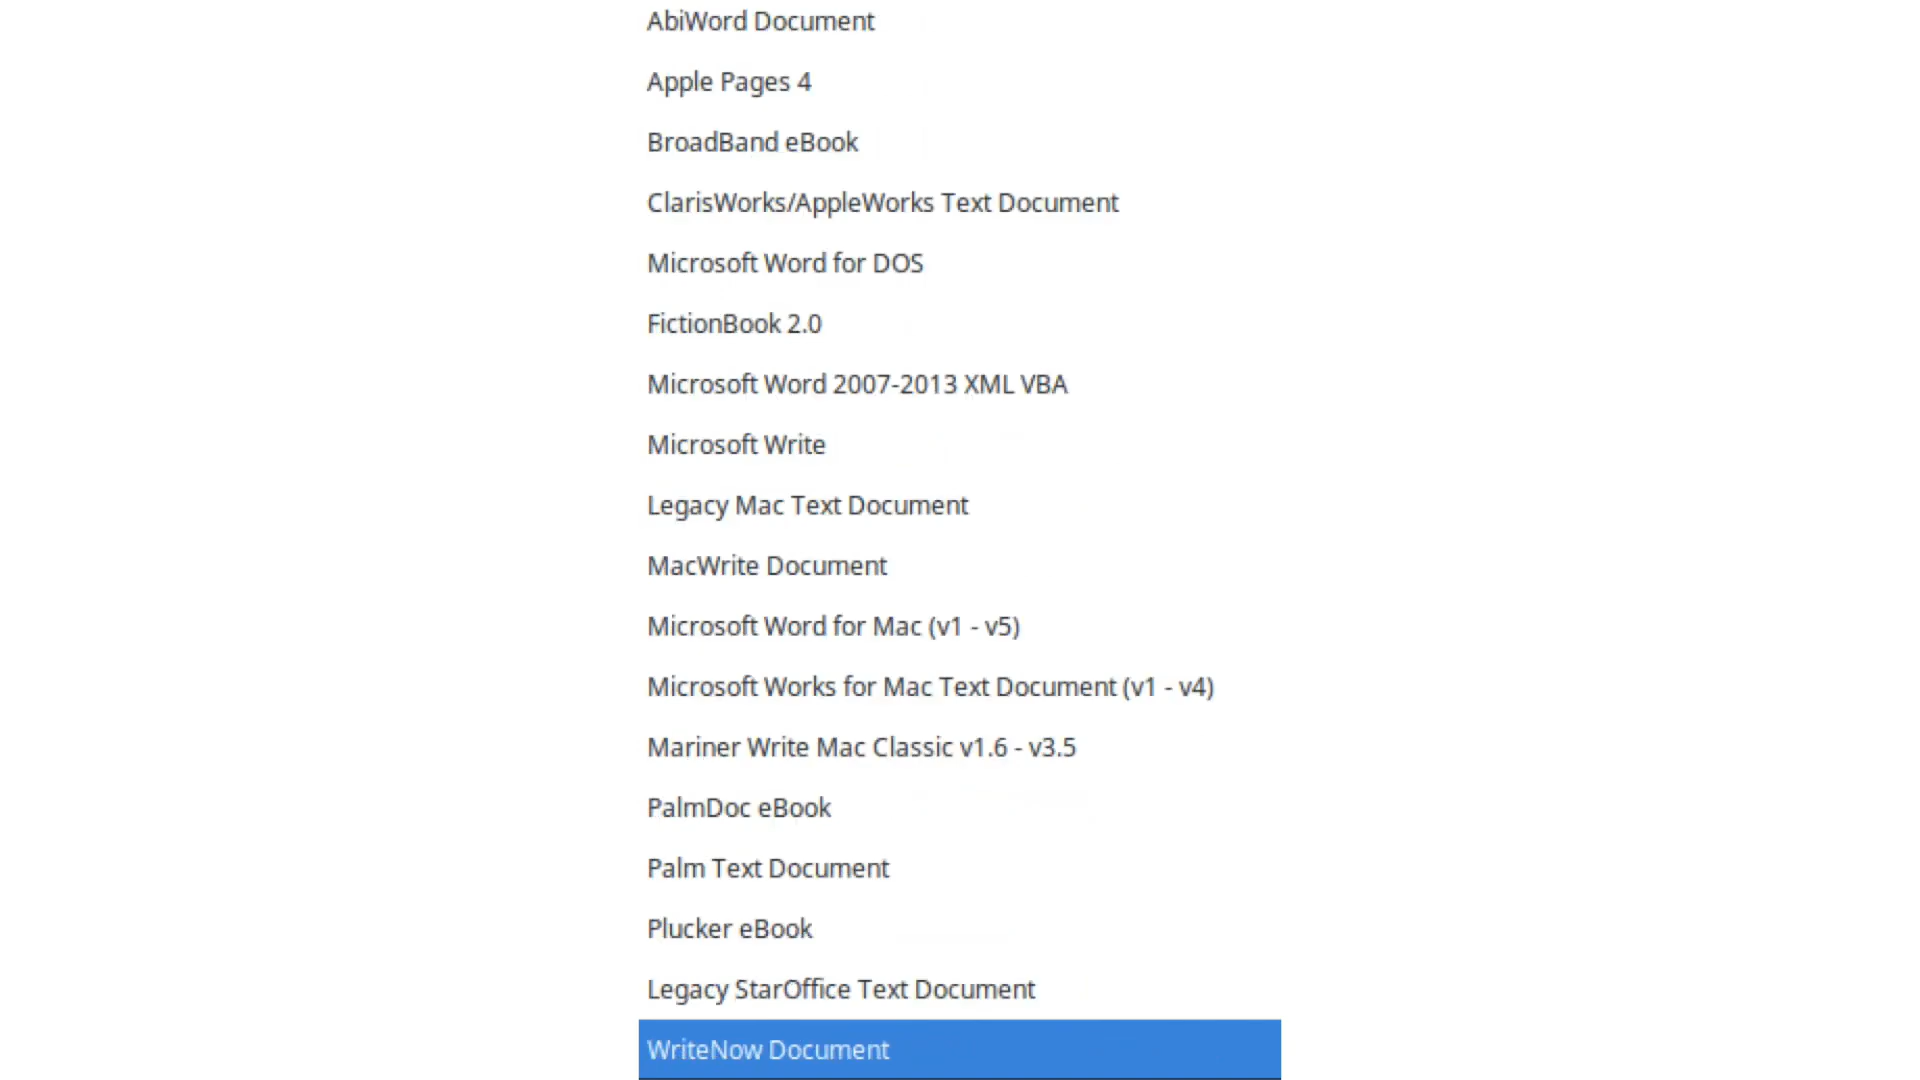 AbiWord Document
Apple Pages 4
BroadBand eBook
ClarisWorks/AppleWorks Text Document
Microsoft Word for DOS
FictionBook 2.0
Microsoft Word 2007-2013 XML VBA
Microsoft Write
Legacy Mac Text Document
MacWrite Document
Microsoft Word for Mac (v1 - v5)
Microsoft Works for Mac Text Document (v1 - v4)
Mariner Write Mac Classic v1.6 - v3.5
PalmDoc eBook
Palm Text Document
Plucker eBook
Legacy StarOffice Text Document
WriteNow Document